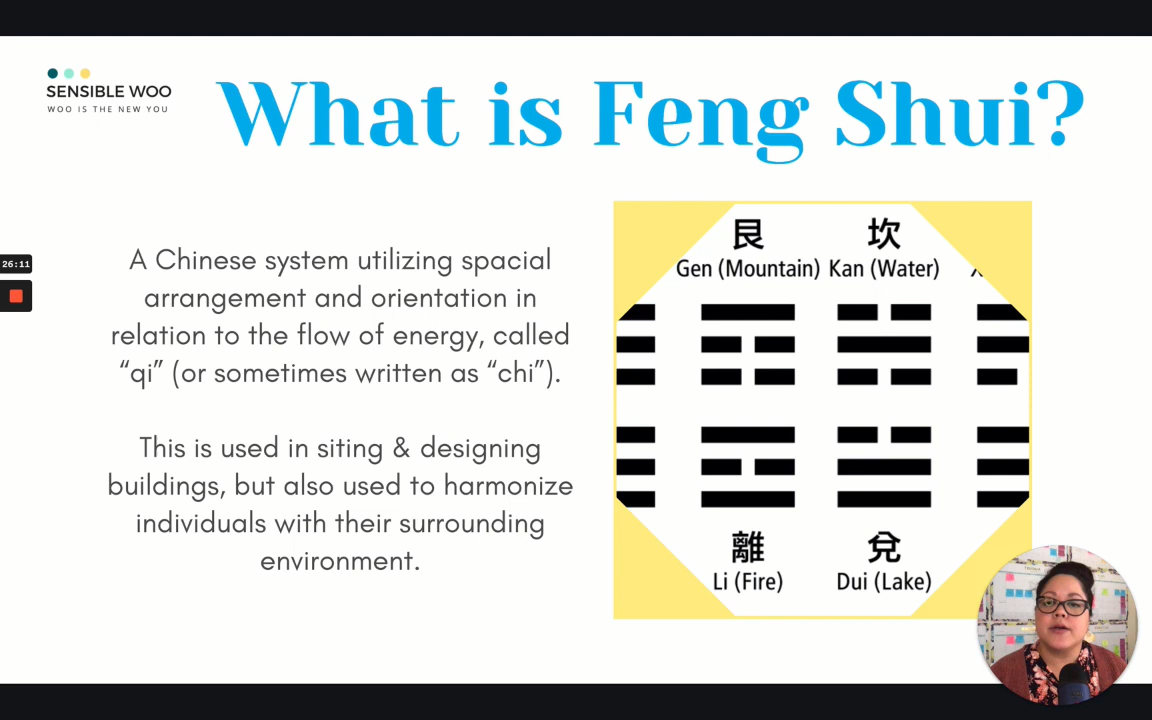 SENSIBLE WOO
WOO IS THE NEW YOU
What is Feng Shui?
26:11
A Chinese system utilizing spacial
arrangement and orientation in
relation to the flow of energy, called
“qi” (or sometimes written as “chi”).
This is used in siting & designing
buildings, but also used to harmonize
individuals with their surrounding
environment.
艮 坎
Gen (Mountain) Kan (Water)
離 兌
Li (Fire) Dui (Lake)